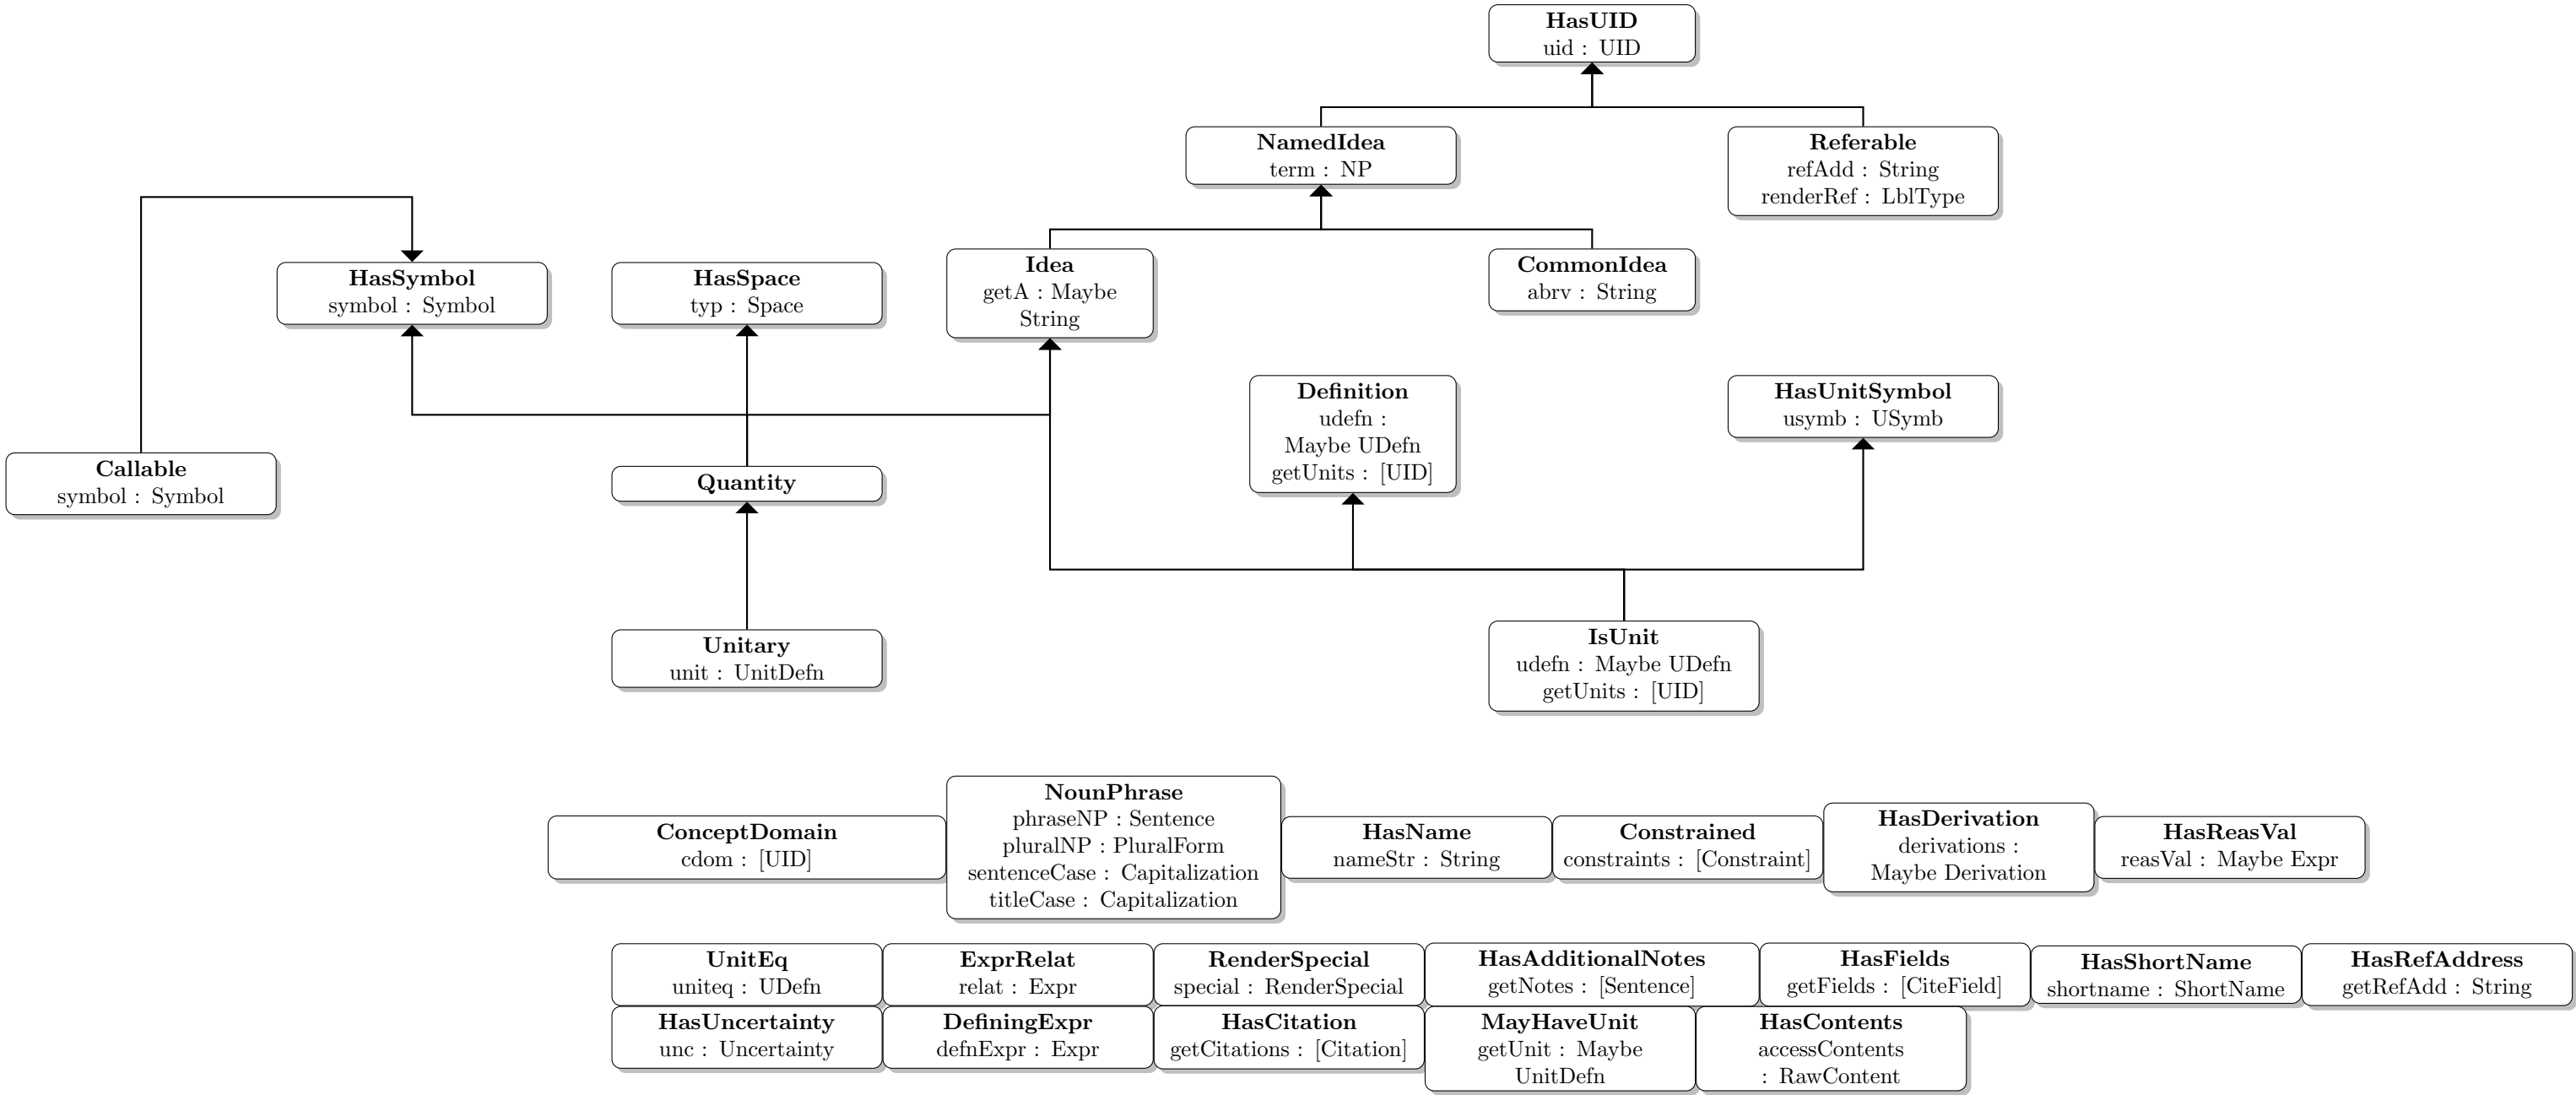 HasUID
uid : UID
NamedIdea
term : NP
Referable
refAdd : String
renderRef : LblType
HasSymbol
symbol : Symbol
HasSpace
typ : Space
Idea
getA : Maybe
String
CommonIdea
abrv : String
Definition
udefn :
Maybe UDefn
getUnits : [UID]
HasUnitSymbol
usymb : USymb
Callable
symbol : Symbol
Quantity
Unitary
unit : UnitDefn
IsUnit
udefn : Maybe UDefn
getUnits : [UID]
ConceptDomain
cdom : [UID]
NounPhrase
phraseNP : Sentence
pluralNP : PluralForm
sentenceCase : Capitalization
titleCase : Capitalization
HasName
nameStr : String
Constrained
constraints : [Constraint]
HasDerivation
derivations :
Maybe Derivation
HasReasVal
reasVal : Maybe Expr
UnitEq
uniteq : UDefn
ExprRelat
relat : Expr
RenderSpecial
special : RenderSpecial
HasAdditionalNotes
getNotes : [Sentence]
HasFields
getFields : [CiteField]
HasShortName
shortname : ShortName
HasRefAddress
getRefAdd : String
HasUncertainty
unc : Uncertainty
DefiningExpr
defnExpr : Expr
HasCitation
getCitations : [Citation]
MayHaveUnit
getUnit : Maybe
UnitDefn
HasContents
accessContents
: RawContent